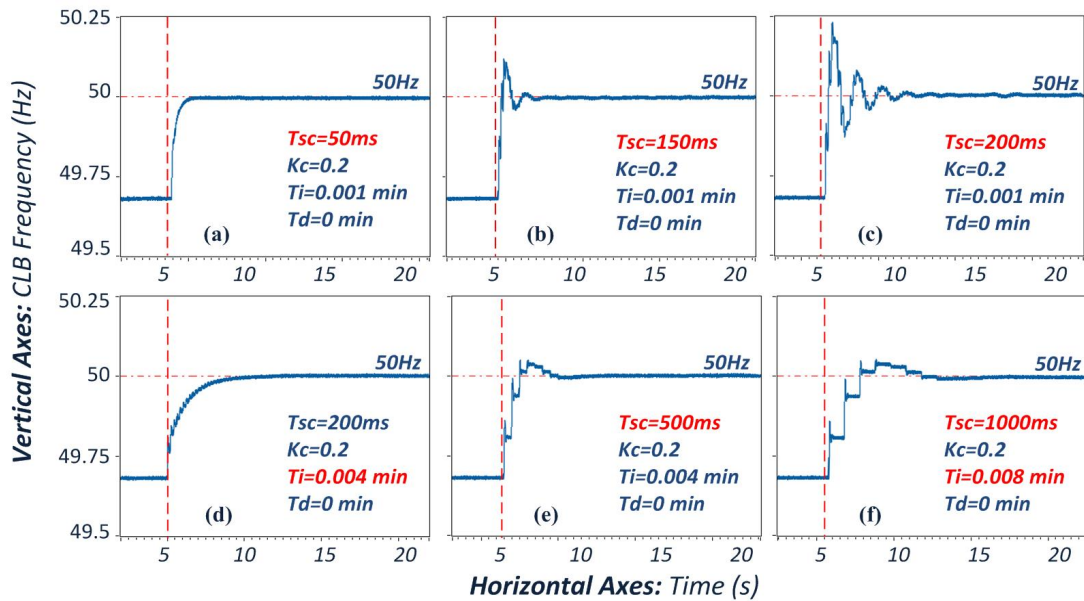 Vertical Axes: CLB Frequency (Hz)
50.25
50
49.75
49.5
50Hz
Tsc=50ms
Kc=0.2
Ti=0.001 min
Td=0 min
(a)
5 10 15 20
50Hz
Tsc=150ms
Kc=0.2
Ti=0.001 min
Td=0 min
(b)
5 10 15 20
50Hz
Tsc=200ms
Kc=0.2
Ti=0.001 min
Td=0 min
(c)
5 10 15 20
50.25
50
49.75
49.5
50Hz
Tsc=200ms
Kc=0.2
Ti=0.004 min
Td=0 min
(d)
5 10 15 20
50Hz
Tsc=500ms
Kc=0.2
Ti=0.004 min
Td=0 min
(e)
5 10 15 20
50Hz
Tsc=1000ms
Kc=0.2
Ti=0.008 min
Td=0 min
(f)
5 10 15 20
Horizontal Axes: Time (s)